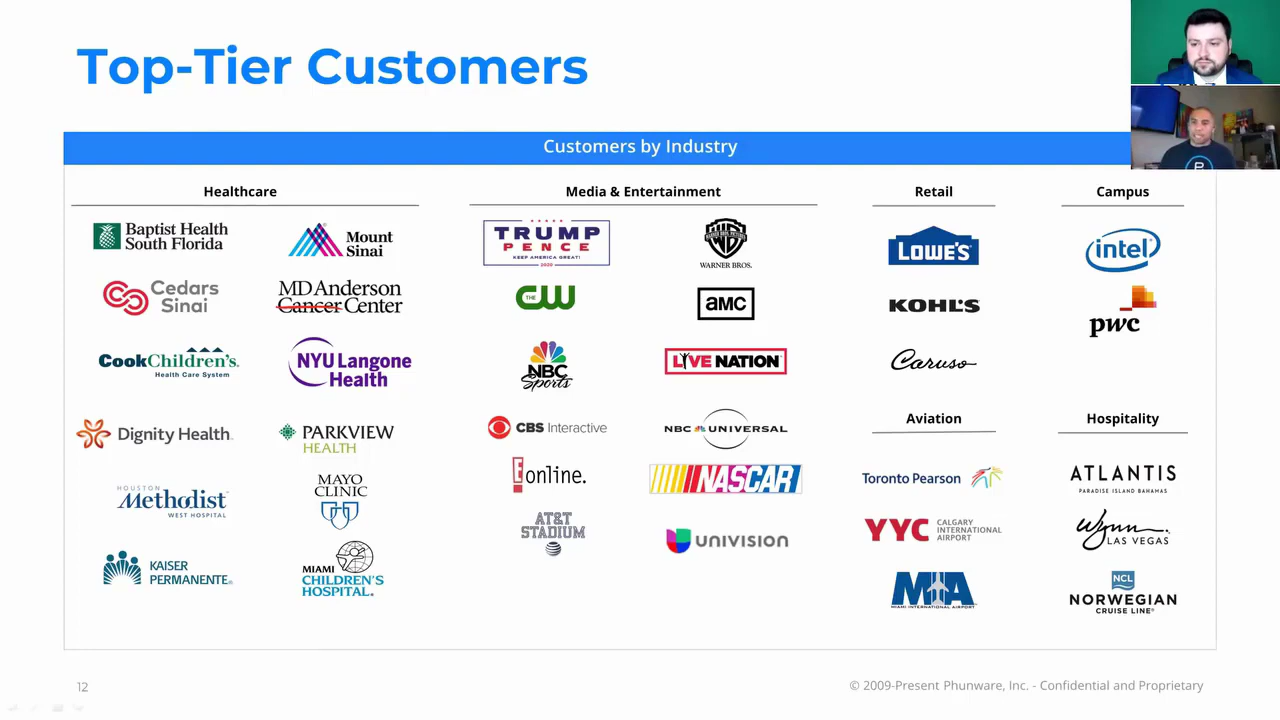 Top-Tier Customers
Customers by Industry
Healthcare
Baptist Health
South Florida
Mount
Sinai
Cedars
Sinai
MD Anderson
Cancer Center
CookChildren's.
Health Care System
NYU Langone
Health
Dignity Health.
PARKVIEW
HEALTH
HOUSTON
Methodist
WEST HOSPITAL
MAYO
CLINIC
KAISER
PERMANENTE®
MIAMI
CHILDREN'S
HOSPITAL.
Media & Entertainment
TRUMP
PENCE
KEEP AMERICA GREAT!
2020
WB
WARNER BROS.
THE CW
aMC
NBC
Sports
LIVE NATION
CBS Interactive
NBC UNIVERSAL
E! online.
NASCAR
AT&T
STADIUM
UNIVISION
Retail
LOWE'S
KOHL'S
Caruso
Campus
intel
pwc
Aviation
Toronto Pearson
YYC CALGARY
INTERNATIONAL
AIRPORT
MIA
MIAMI INTERNATIONAL AIRPORT
Hospitality
ATLANTIS
PARADISE ISLAND BAHAMAS
Wynn.
LAS VEGAS
NCL
NORWEGIAN
CRUISE LINE®
12
© 2009-Present Phunware, Inc. - Confidential and Proprietary